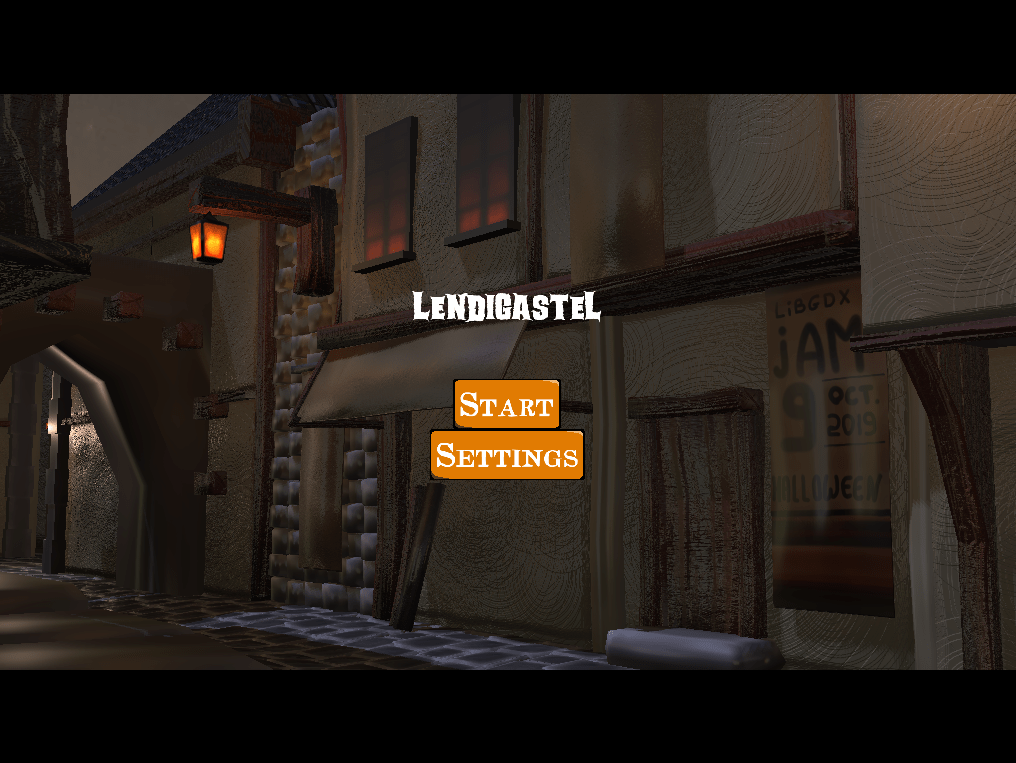 LENDIGASTEL
START
SETTINGS
LiBGDX
jAM
9 OCT.
2019
HALLOWEEN